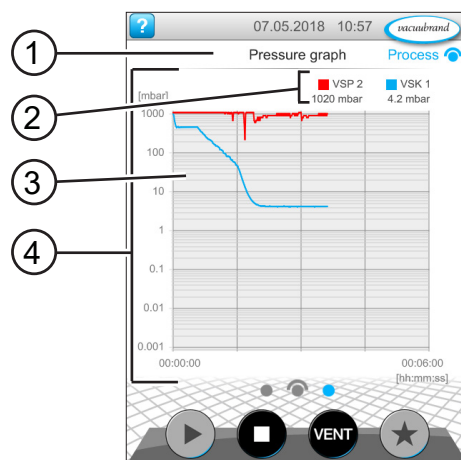 ? 07.05.2018 10:57 vacuubrand
1 Pressure graph Process
2 VSP 2 VSK 1
1020 mbar 4.2 mbar
[mbar]
1000
100
3 10
4 1
0.1
0.01
0.001
00:00:00 00:06:00
[hh:mm:ss]
VENT